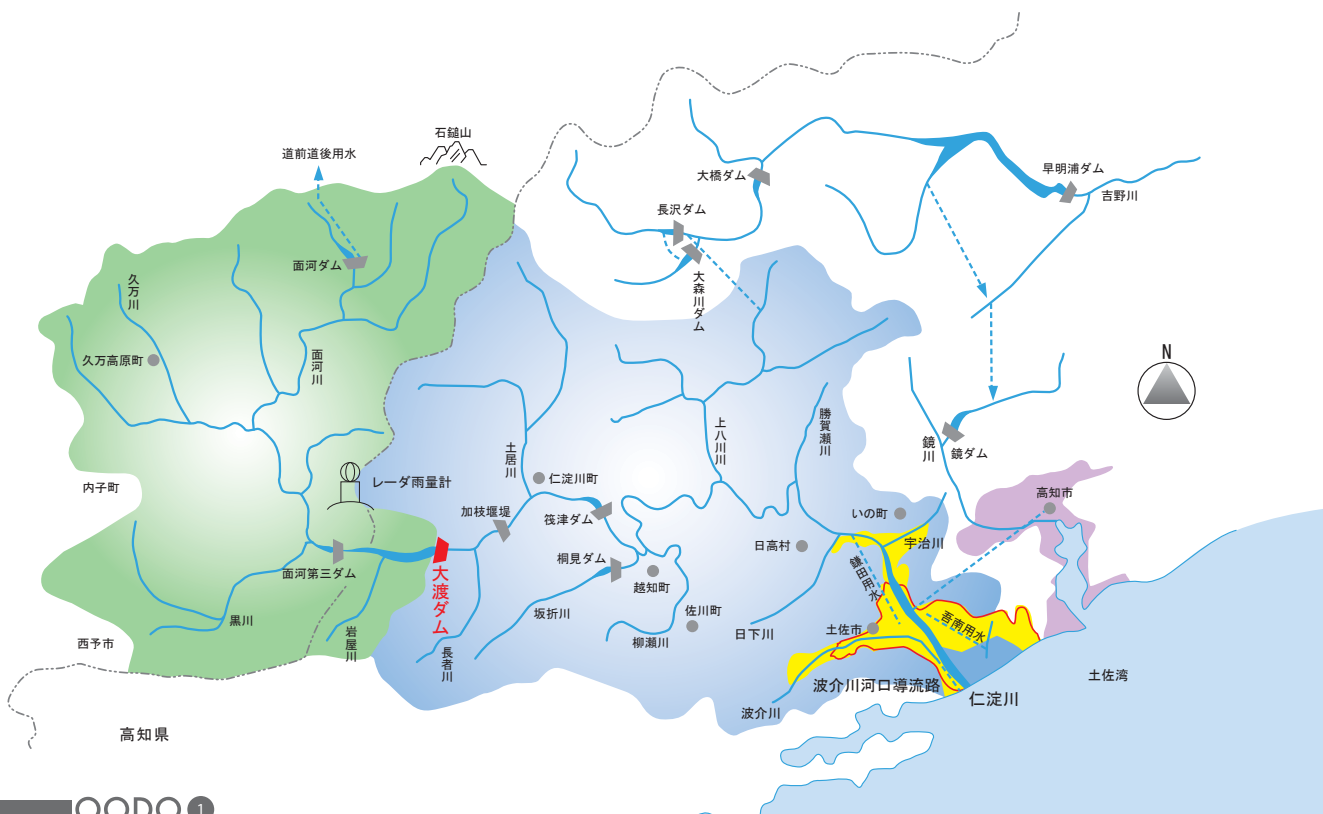 石鎚山
道前道後用水
大橋ダム
早明浦ダム
吉野川
長沢ダム
面河ダム
大森川ダム
久万川
久万高原町
面河川
N
上八川川
勝賀瀬川
鏡川
鏡ダム
土居川
仁淀川町
レーダ雨量計
内子町
高知市
加枝堰堤
筏津ダム
いの町
宇治川
日高村
桐見ダム
鎌田用水
面河第三ダム
大渡ダム
越知町
坂折川
佐川町
黒川
岩屋川
長者川
柳瀬川
日下川
土佐市
吾南用水
西予市
土佐湾
波介川河口導流路
仁淀川
波介川
高知県
OODO 1